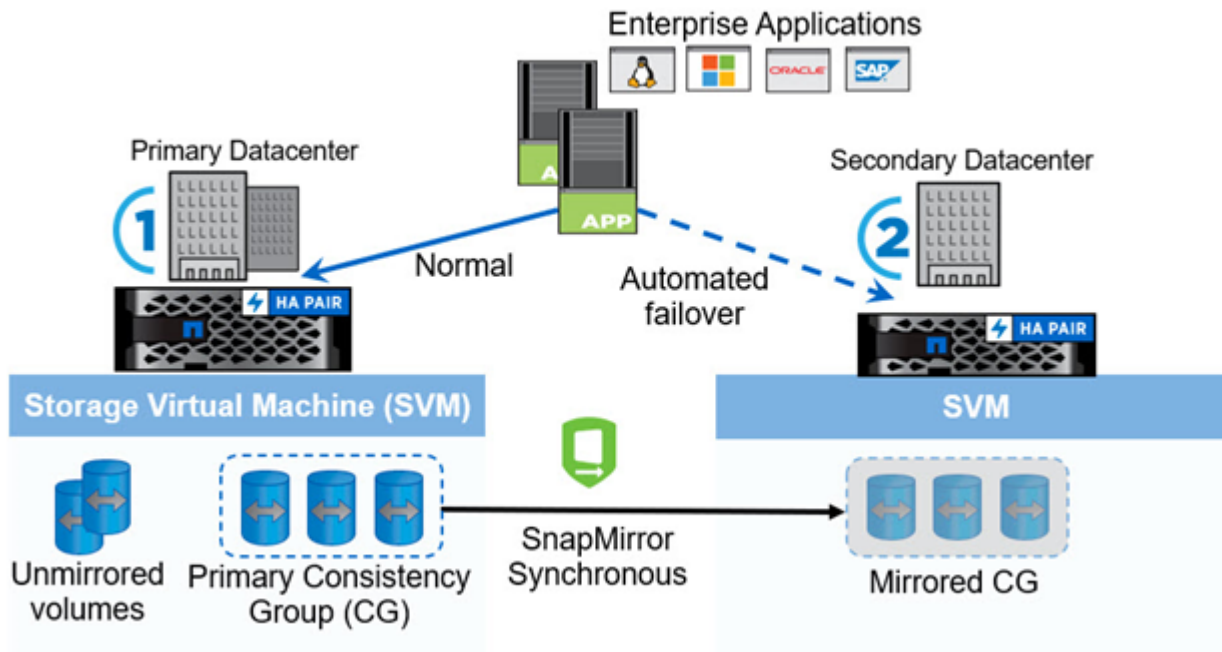 Enterprise Applications
ORACLE
SAP
Primary Datacenter
Secondary Datacenter
1
A
APP
2
Normal
Automated
failover
HA PAIR
HA PAIR
Storage Virtual Machine (SVM)
SVM
SnapMirror
Synchronous
Unmirrored
volumes
Primary Consistency
Group (CG)
Mirrored CG